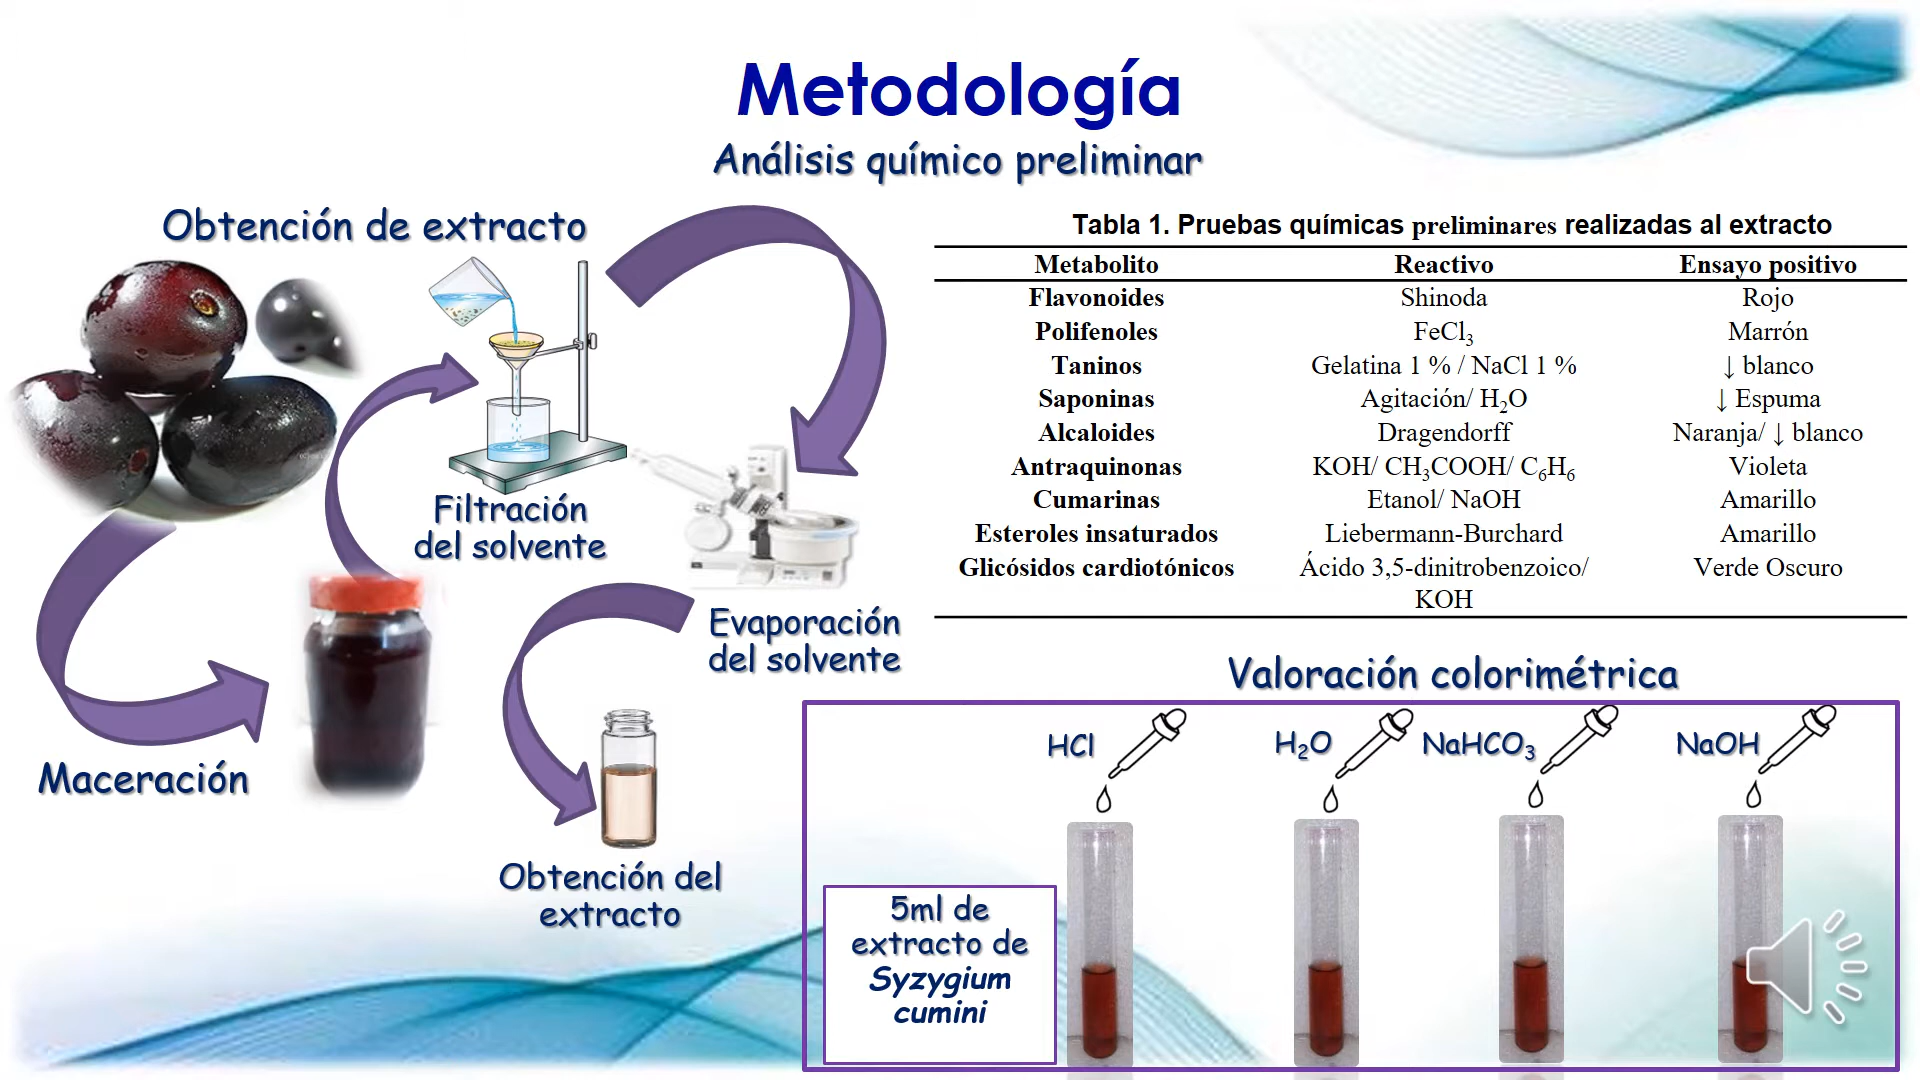 Metodología
Análisis químico preliminar
Obtención de extracto
Filtración
del solvente
Evaporación
del solvente
Maceración
Obtención del
extracto
Tabla 1. Pruebas químicas preliminares realizadas al extracto
Metabolito Reactivo Ensayo positivo
Flavonoides Shinoda Rojo
Polifenoles FeCl₃ Marrón
Taninos Gelatina 1 % / NaCl 1 % ↓ blanco
Saponinas Agitación/ H₂O ↓ Espuma
Alcaloides Dragendorff Naranja/ ↓ blanco
Antraquinonas KOH/ CH₃COOH/ C₆H₆ Violeta
Cumarinas Etanol/ NaOH Amarillo
Esteroles insaturados Liebermann-Burchard Amarillo
Glicósidos cardiotónicos Ácido 3,5-dinitrobenzoico/ Verde Oscuro
KOH
Valoración colorimétrica
HCl H₂O NaHCO₃ NaOH
5ml de
extracto de
Syzygium
cumini